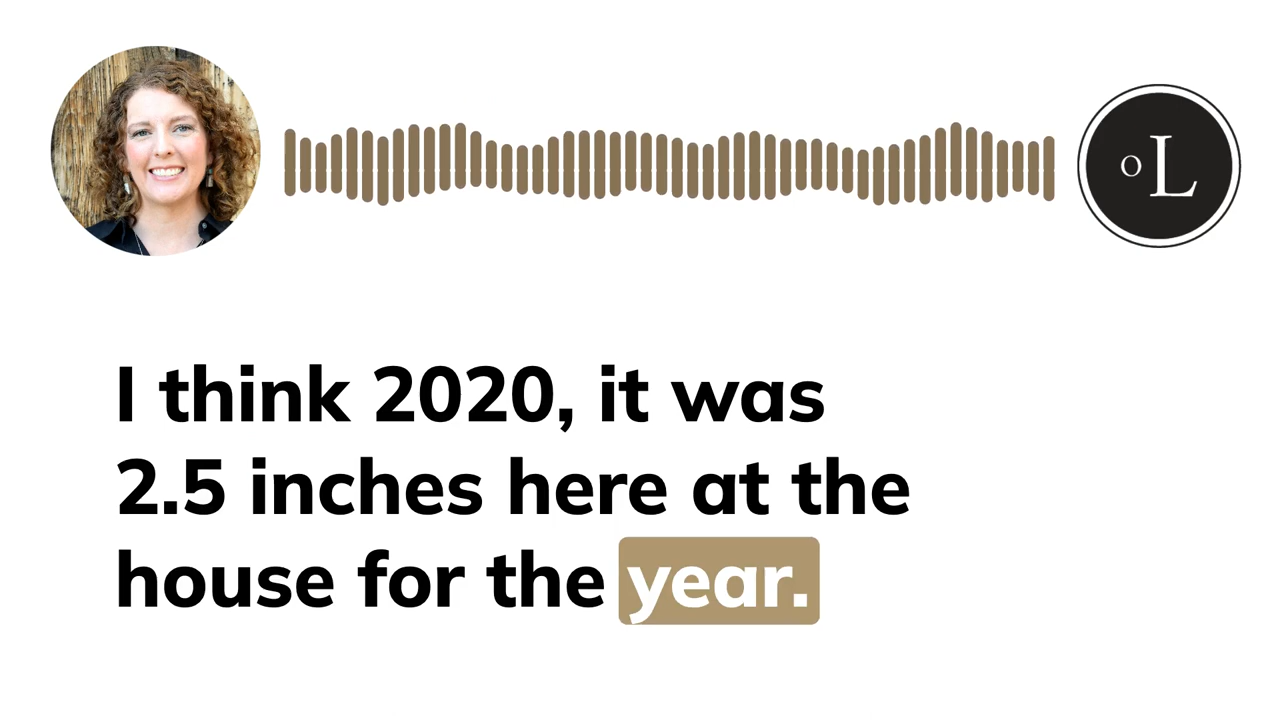 oL
I think 2020, it was
2.5 inches here at the
house for the year.